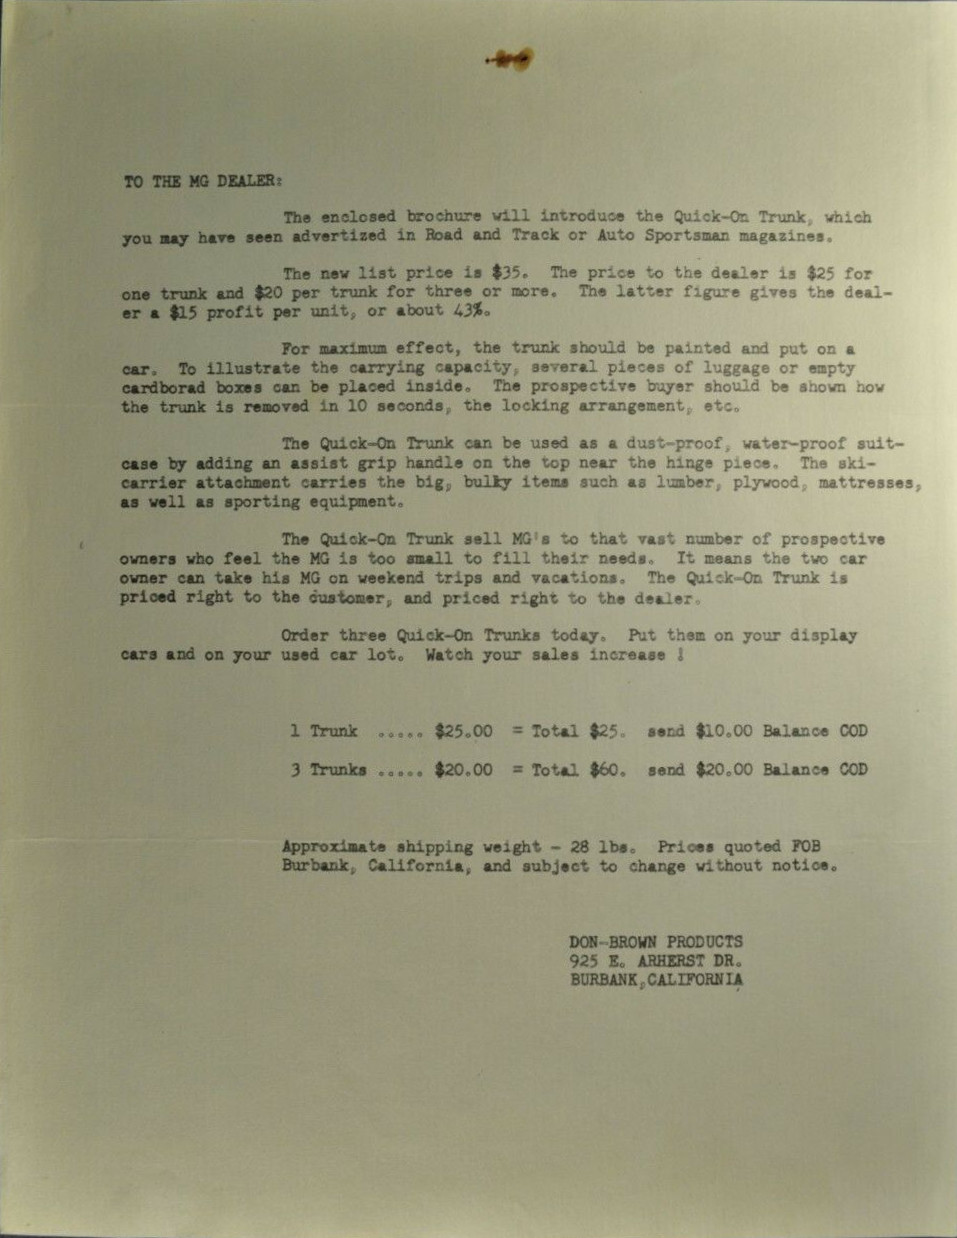 TO THE MG DEALER:
The enclosed brochure will introduce the Quick-On Trunk, which
you may have seen advertized in Road and Track or Auto Sportsman magazines.
The new list price is $35. The price to the dealer is $25 for
one trunk and $20 per trunk for three or more. The latter figure gives the deal-
er a $15 profit per unit, or about 43%.
For maximum effect, the trunk should be painted and put on a
car. To illustrate the carrying capacity, several pieces of luggage or empty
cardborad boxes can be placed inside. The prospective buyer should be shown how
the trunk is removed in 10 seconds, the locking arrangement, etc.
The Quick-On Trunk can be used as a dust-proof, water-proof suit-
case by adding an assist grip handle on the top near the hinge piece. The ski-
carrier attachment carries the big, bulky items such as lumber, plywood, mattresses,
as well as sporting equipment.
The Quick-On Trunk sell MG's to that vast number of prospective
owners who feel the MG is too small to fill their needs. It means the two car
owner can take his MG on weekend trips and vacations. The Quick-On Trunk is
priced right to the customer, and priced right to the dealer.
Order three Quick-On Trunks today. Put them on your display
cars and on your used car lot. Watch your sales increase !
1 Trunk ..... $25.00 = Total $25. send $10.00 Balance COD
3 Trunks ..... $20.00 = Total $60. send $20.00 Balance COD
Approximate shipping weight - 28 lbs. Prices quoted FOB
Burbank, California, and subject to change without notice.
DON-BROWN PRODUCTS
925 E. ARHERST DR.
BURBANK,CALIFORNIA